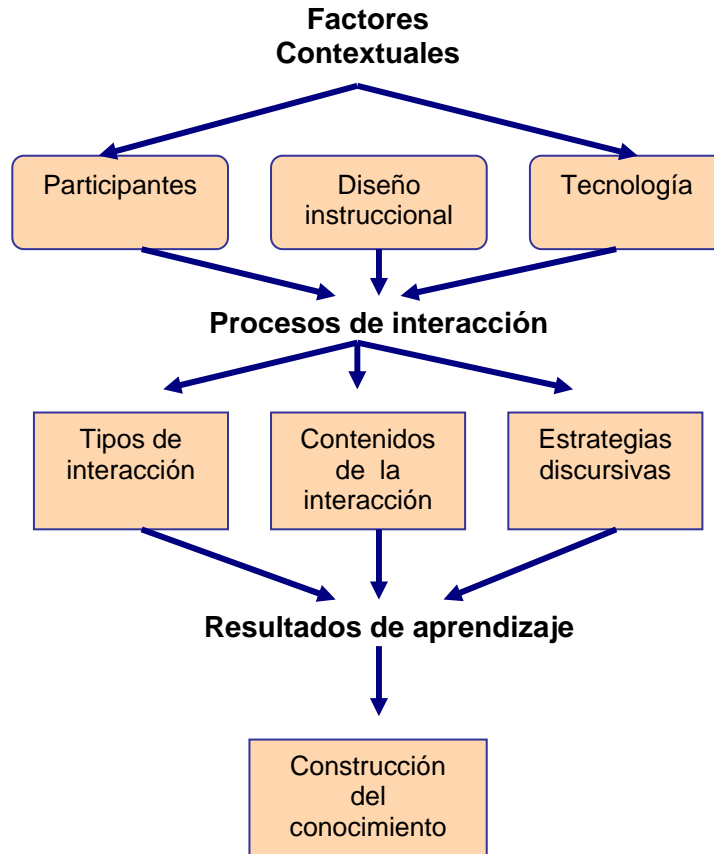 Factores
Contextuales
Participantes
Diseño
instruccional
Tecnología
Procesos de interacción
Tipos de
interacción
Contenidos
de la
interacción
Estrategias
discursivas
Resultados de aprendizaje
Construcción
del
conocimiento